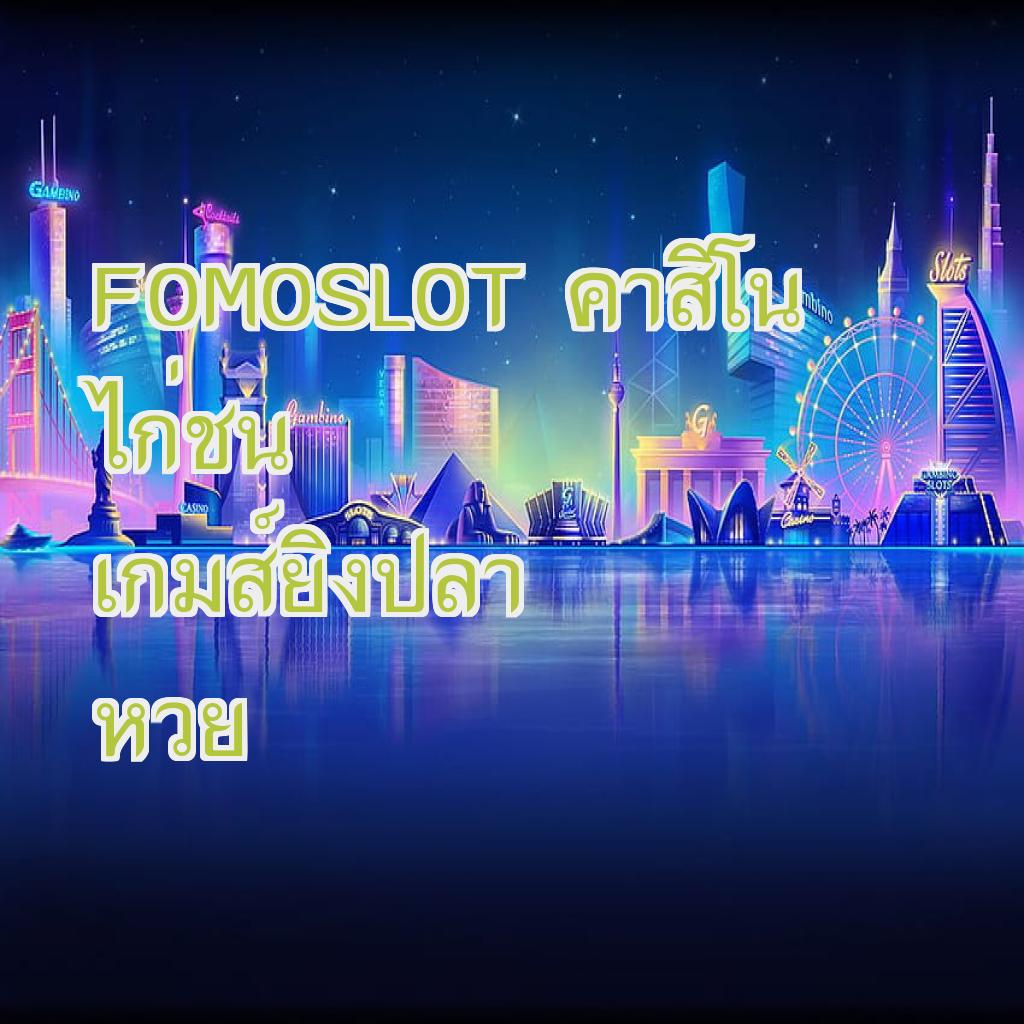 GAMBINO
Cocktails
Slots
FOMOSLOT คาสิโน
mbino
ไก่ชน
VEGAS
Gambino
G
เกมส์ยิงปลา
CASINO
SLOTS
Casino
GAMBINO
SLOTS
หวย